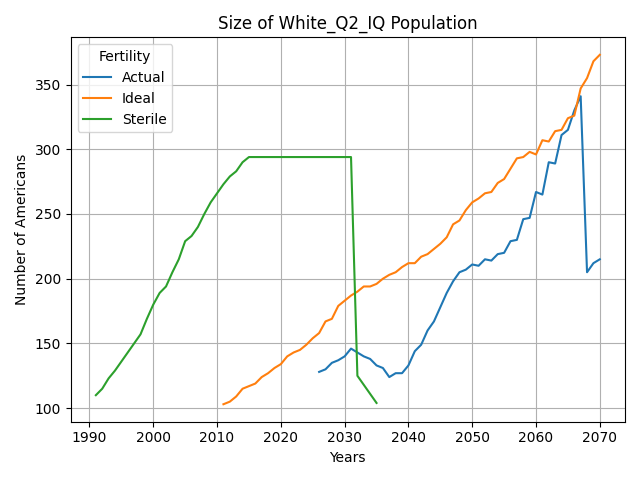 Size of White_Q2_IQ Population
Fertility
Actual
Ideal
Sterile
Number of Americans
350
300
250
200
150
100
1990 2000 2010 2020 2030 2040 2050 2060 2070
Years